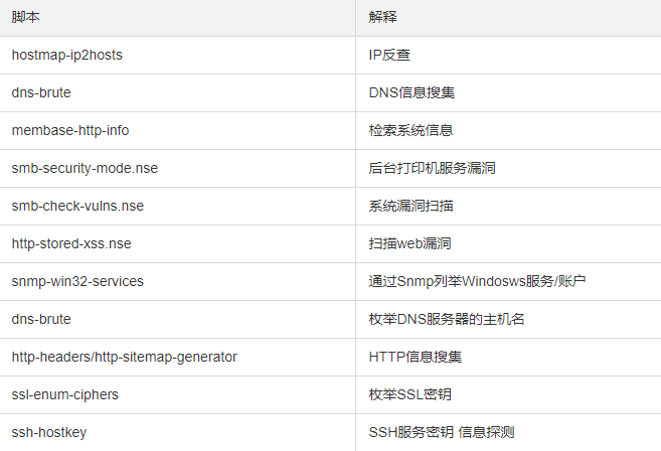 脚本 解释
hostmap-ip2hosts IP反查
dns-brute DNS信息搜集
membase-http-info 检索系统信息
smb-security-mode.nse 后台打印机服务漏洞
smb-check-vulns.nse 系统漏洞扫描
http-stored-xss.nse 扫描web漏洞
snmp-win32-services 通过Snmp列举Windosws服务/账户
dns-brute 枚举DNS服务器的主机名
http-headers/http-sitemap-generator HTTP信息搜集
ssl-enum-ciphers 枚举SSL密钥
ssh-hostkey SSH服务密钥 信息探测